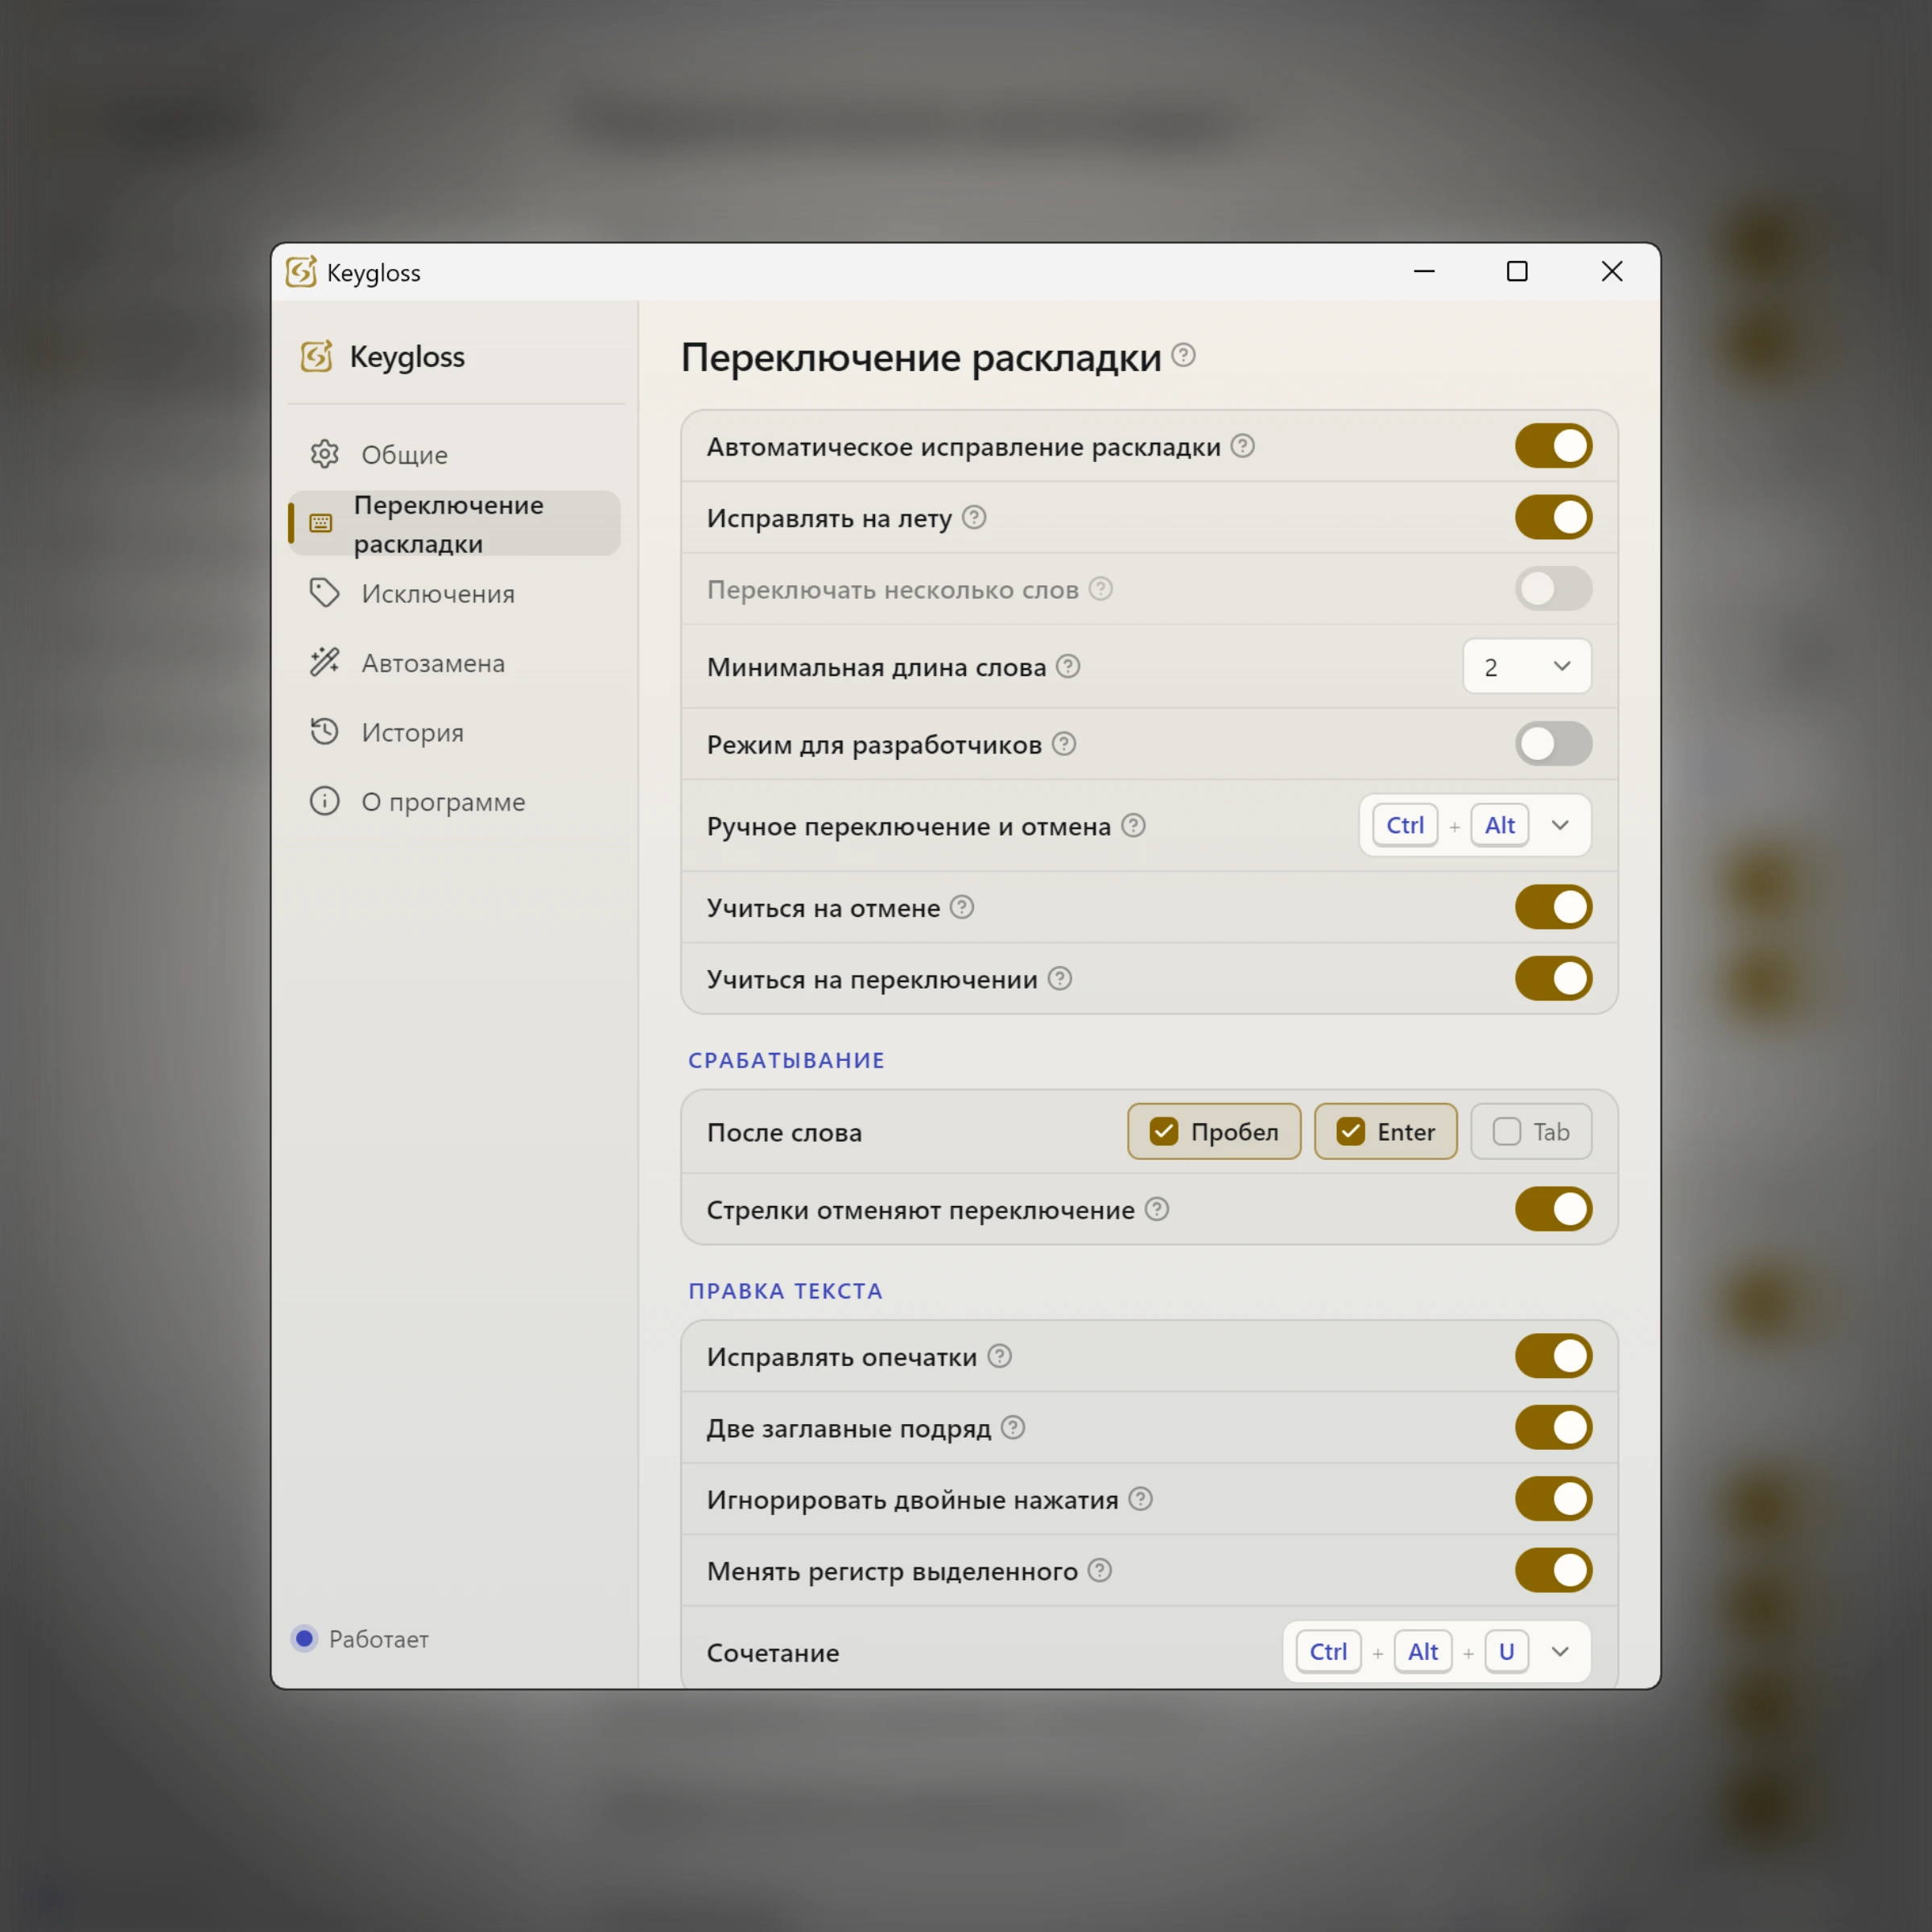 Keygloss
Keygloss
Общие
Переключение
раскладки
Исключения
Автозамена
История
О программе
Работает
Переключение раскладки
Автоматическое исправление раскладки
Исправлять на лету
Переключать несколько слов
Минимальная длина слова
2
Режим для разработчиков
Ручное переключение и отмена
Ctrl + Alt
Учиться на отмене
Учиться на переключении
СРАБАТЫВАНИЕ
После слова
Пробел
Enter
Tab
Стрелки отменяют переключение
ПРАВКА ТЕКСТА
Исправлять опечатки
Две заглавные подряд
Игнорировать двойные нажатия
Менять регистр выделенного
Сочетание
Ctrl + Alt + U